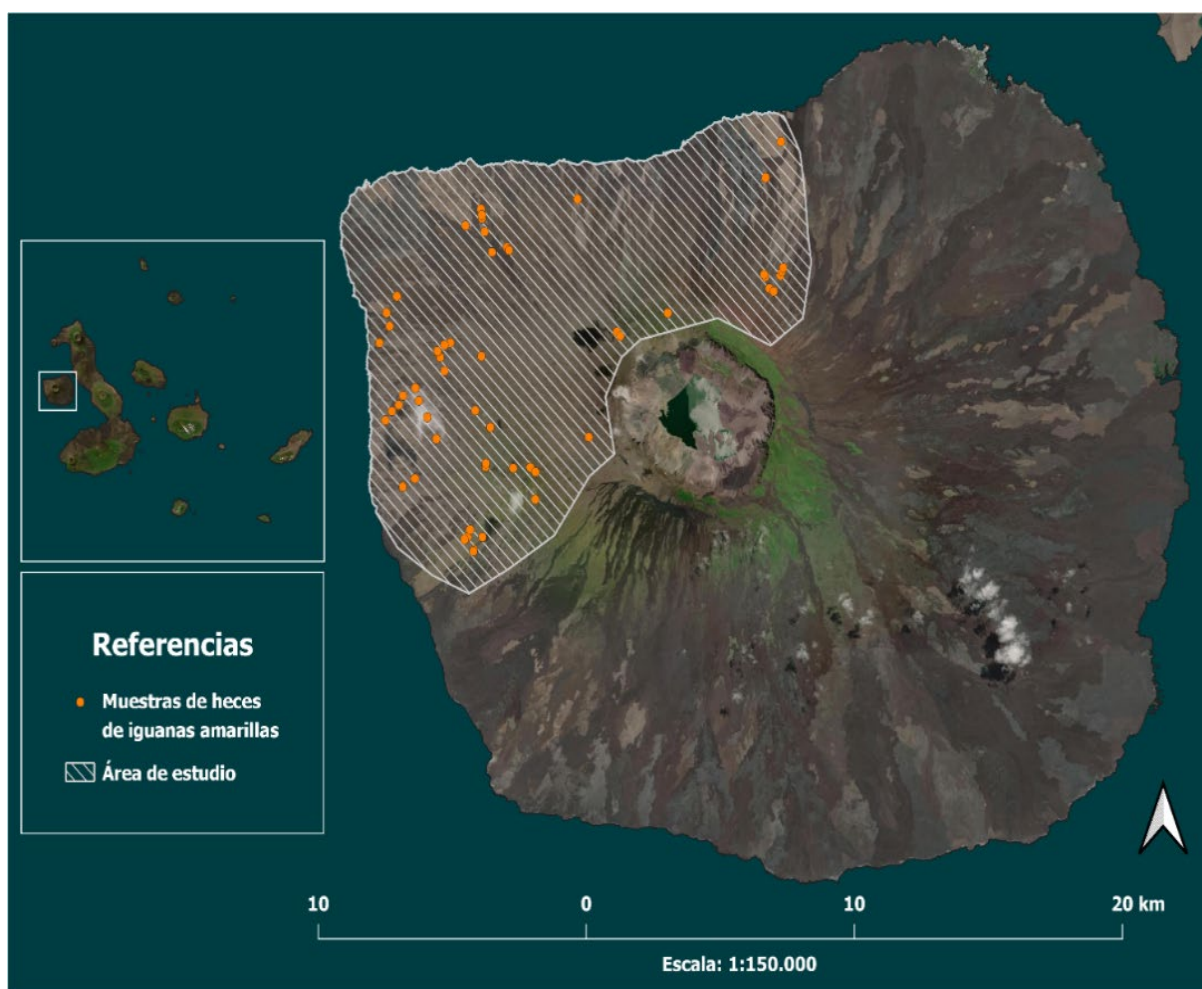 Referencias
Muestras de heces
de iguanas amarillas
Área de estudio
10 0 10 20 km
Escala: 1:150.000